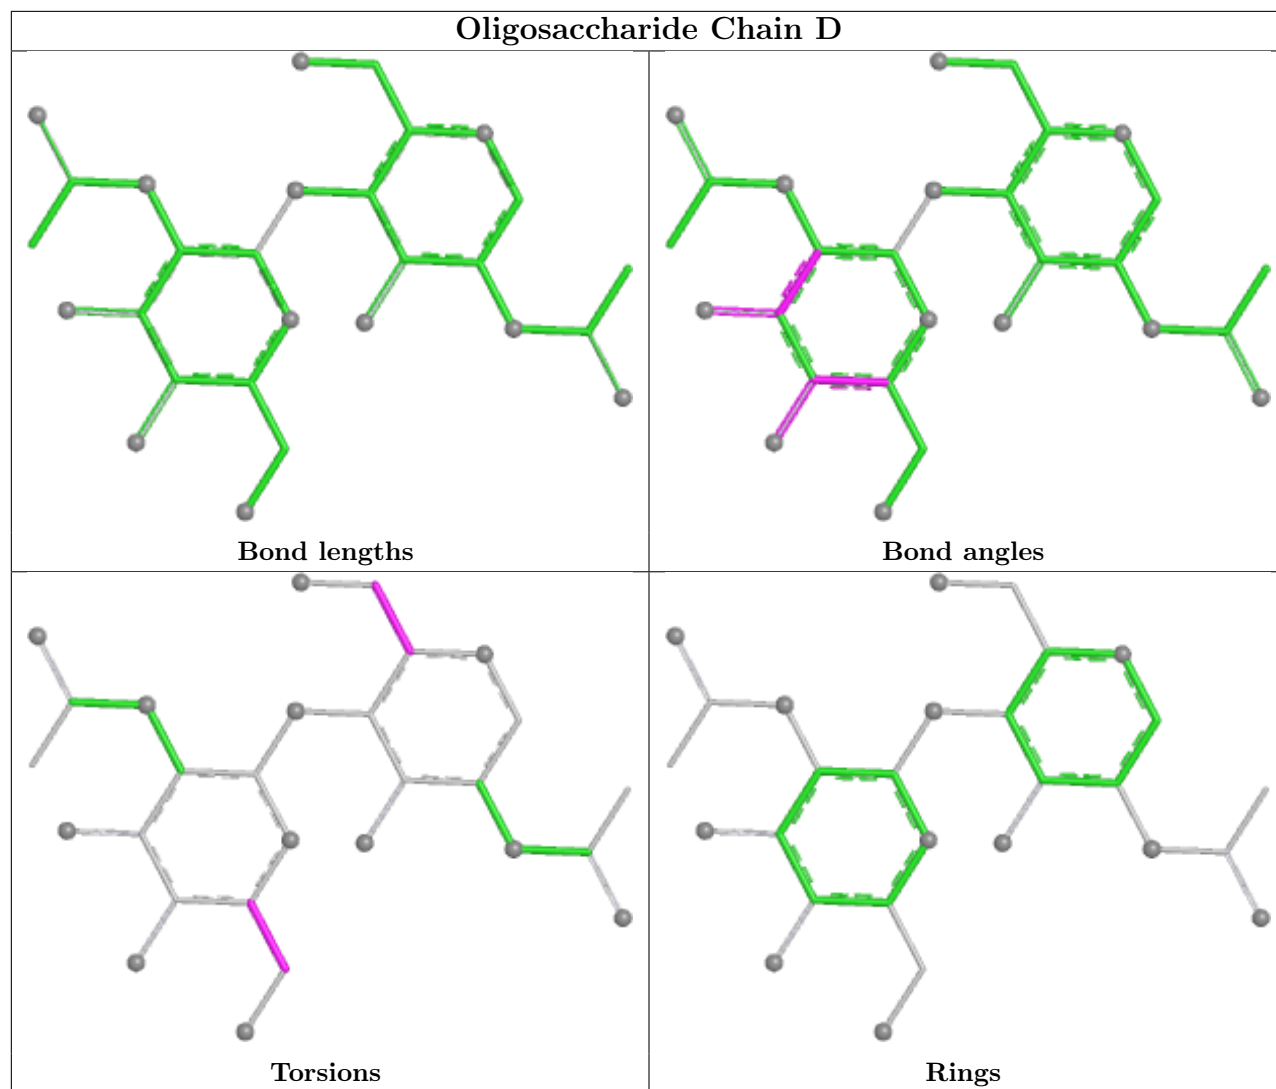 Oligosaccharide Chain D
Bond lengths
Bond angles
Torsions
Rings